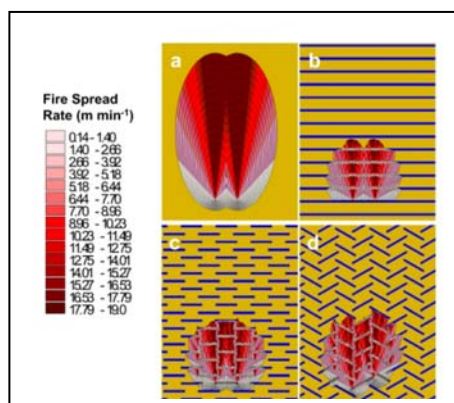 Fire Spread
Rate (m min⁻¹)
0.14 - 1.40
1.40 - 2.66
2.66 - 3.92
3.92 - 5.18
5.18 - 6.44
6.44 - 7.70
7.70 - 8.96
8.96 - 10.23
10.23 - 11.49
11.49 - 12.75
12.75 - 14.01
14.01 - 15.27
15.27 - 16.53
16.53 - 17.79
17.79 - 19.0
a
b
c
d